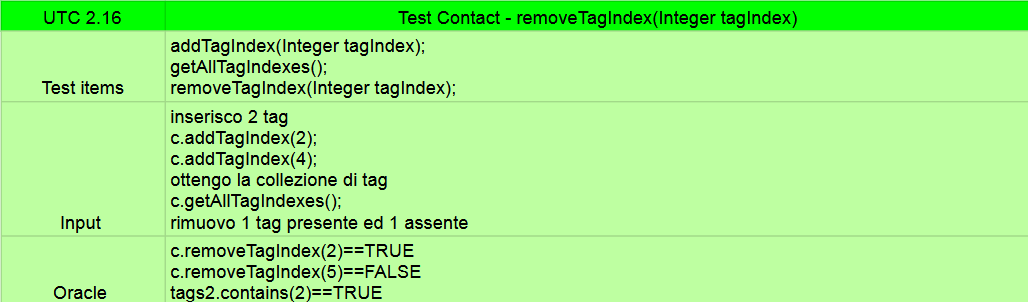 UTC 2.16 Test Contact - removeTagIndex(Integer tagIndex)
addTagIndex(Integer tagIndex);
getAllTagIndexes();
Test items removeTagIndex(Integer tagIndex);
inserisco 2 tag
c.addTagIndex(2);
c.addTagIndex(4);
ottengo la collezione di tag
c.getAllTagIndexes();
Input rimuovo 1 tag presente ed 1 assente
c.removeTagIndex(2)==TRUE
c.removeTagIndex(5)==FALSE
Oracle tags2.contains(2)==TRUE